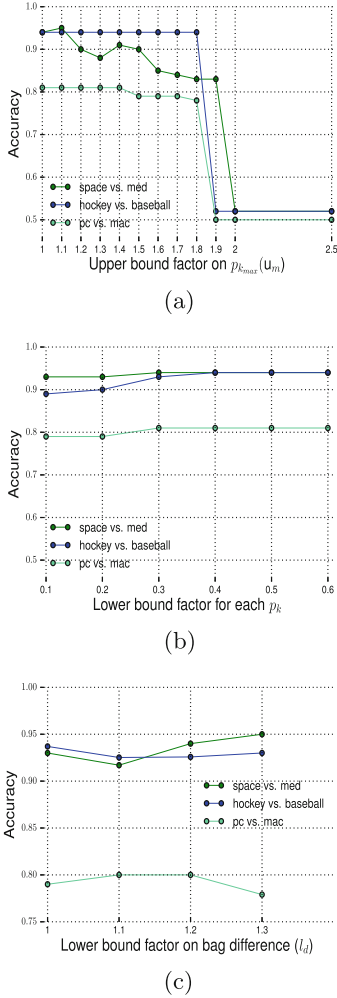 1.0
0.9
0.8
0.7
0.6
0.5
Accuracy
space vs. med
hockey vs. baseball
pc vs. mac
1 1.1 1.2 1.3 1.4 1.5 1.6 1.7 1.8 1.9 2 2.5
Upper bound factor on p_{k_{max}}(u_m)
(a)
1.0
0.9
0.8
0.7
0.6
0.5
Accuracy
space vs. med
hockey vs. baseball
pc vs. mac
0.1 0.2 0.3 0.4 0.5 0.6
Lower bound factor for each p_k
(b)
1.00
0.95
0.90
0.85
0.80
0.75
Accuracy
space vs. med
hockey vs. baseball
pc vs. mac
1 1.1 1.2 1.3
Lower bound factor on bag difference (l_d)
(c)